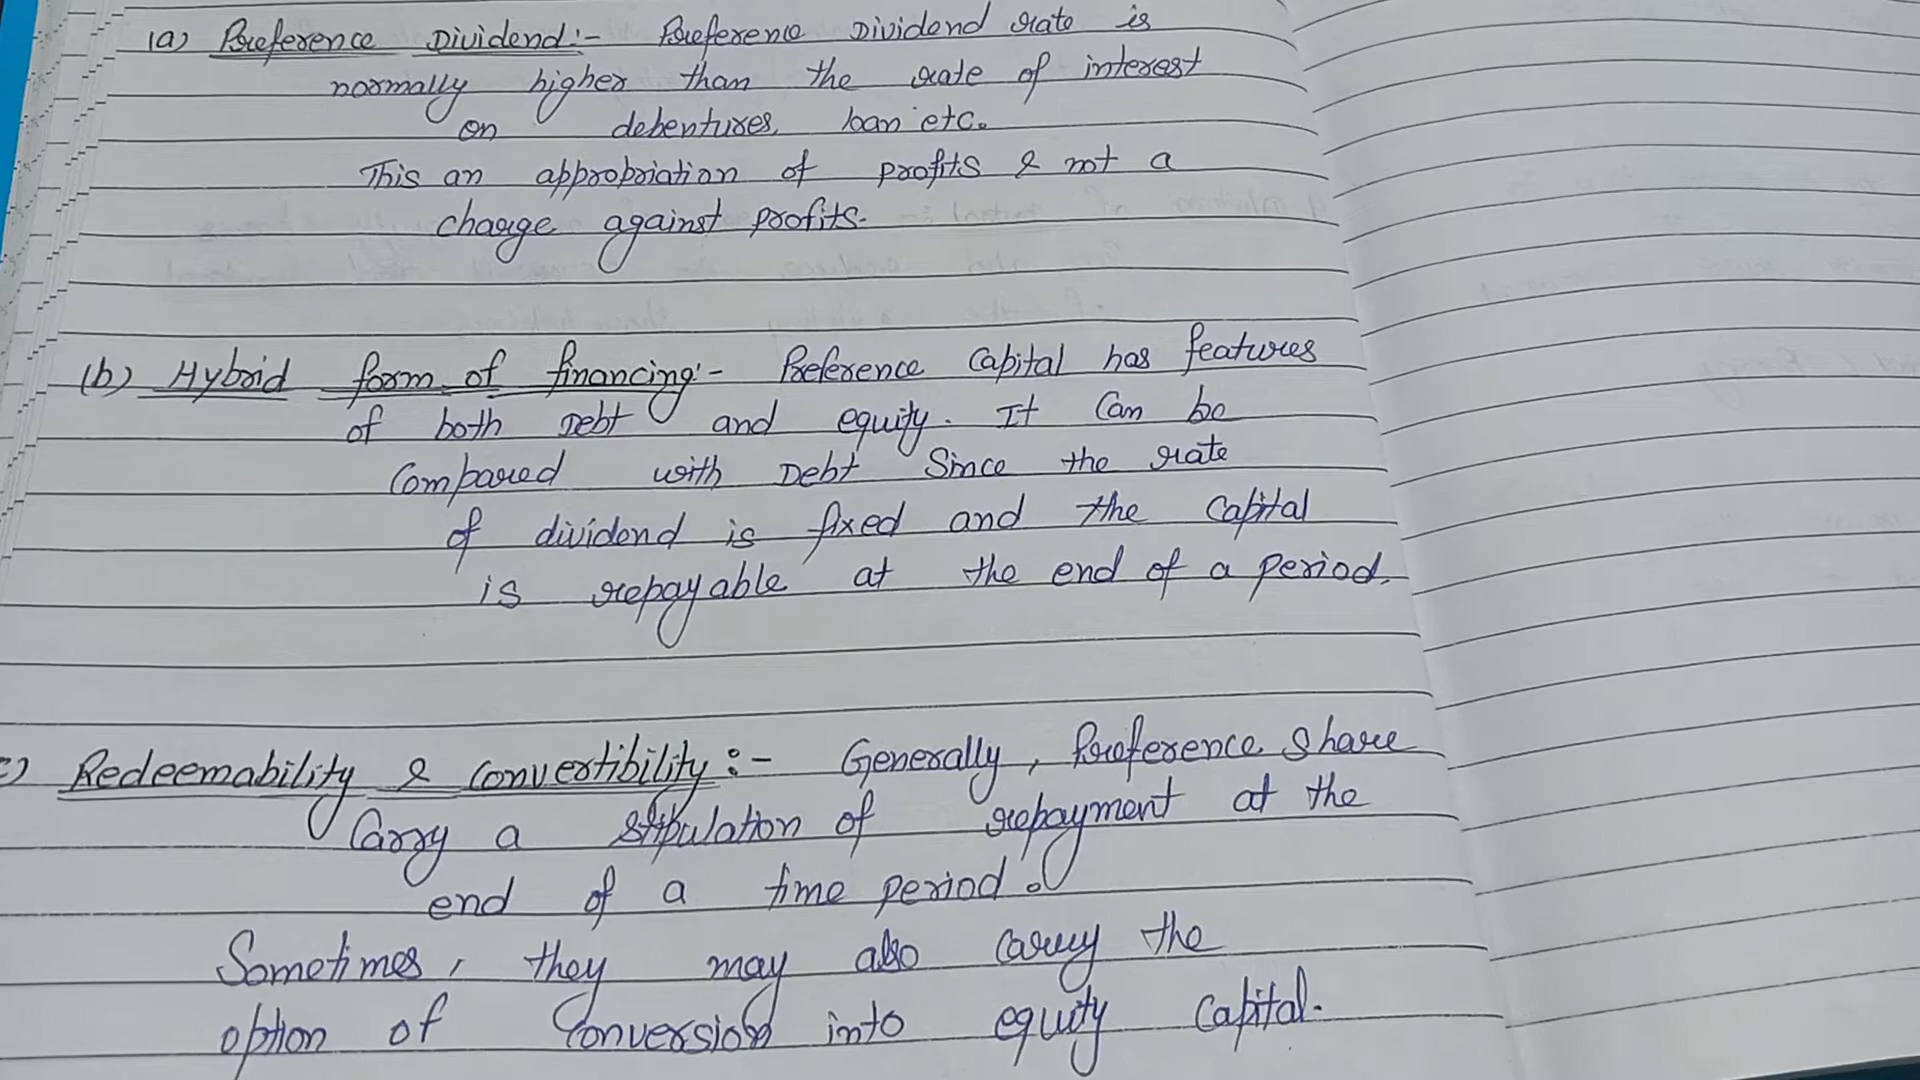 (a) Preference Dividend:- Preference Dividend rate is
normally higher than the rate of interest
on debentures, loan etc.
This an appropriation of profits & not a
charge against profits.
(b) Hybrid form of financing:- Preference Capital has features
of both Debt and equity. It Can be
Compared with Debt Since the rate
of dividend is fixed and the Capital
is repayable at the end of a period.
c) Redeemability & Convertibility:- Generally, Preference Share
Carry a stipulation of repayment at the
end of a time period.
Sometimes, they may also carry the
option of Conversion into equity Capital.